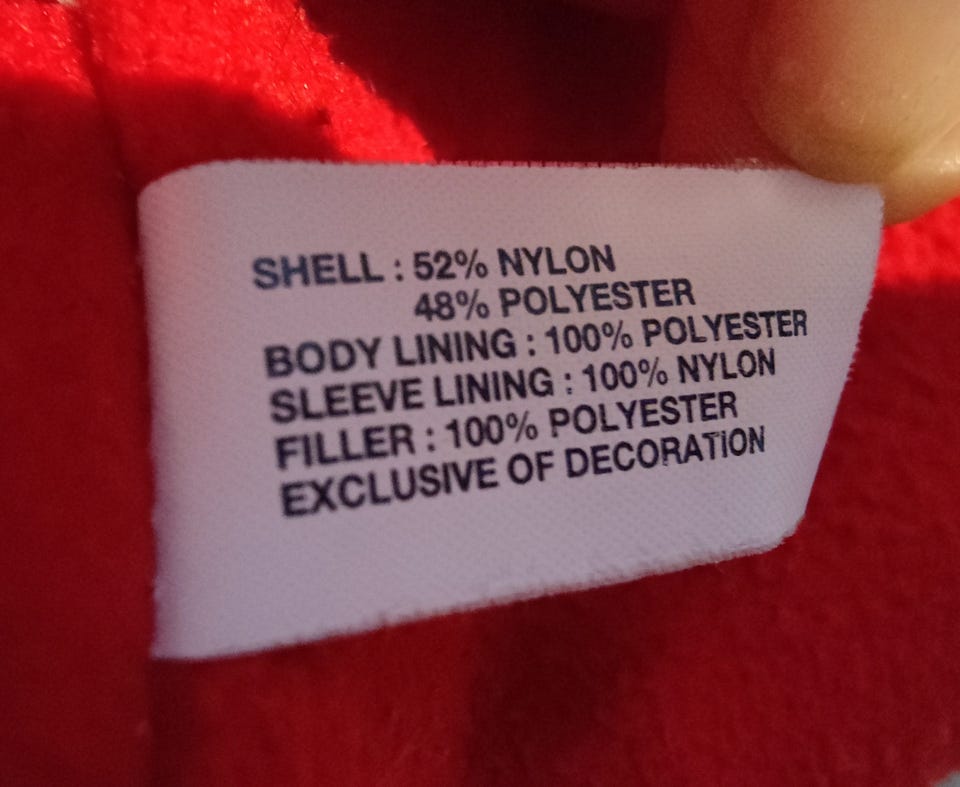 SHELL : 52% NYLON
48% POLYESTER
BODY LINING : 100% POLYESTER
SLEEVE LINING : 100% NYLON
FILLER : 100% POLYESTER
EXCLUSIVE OF DECORATION